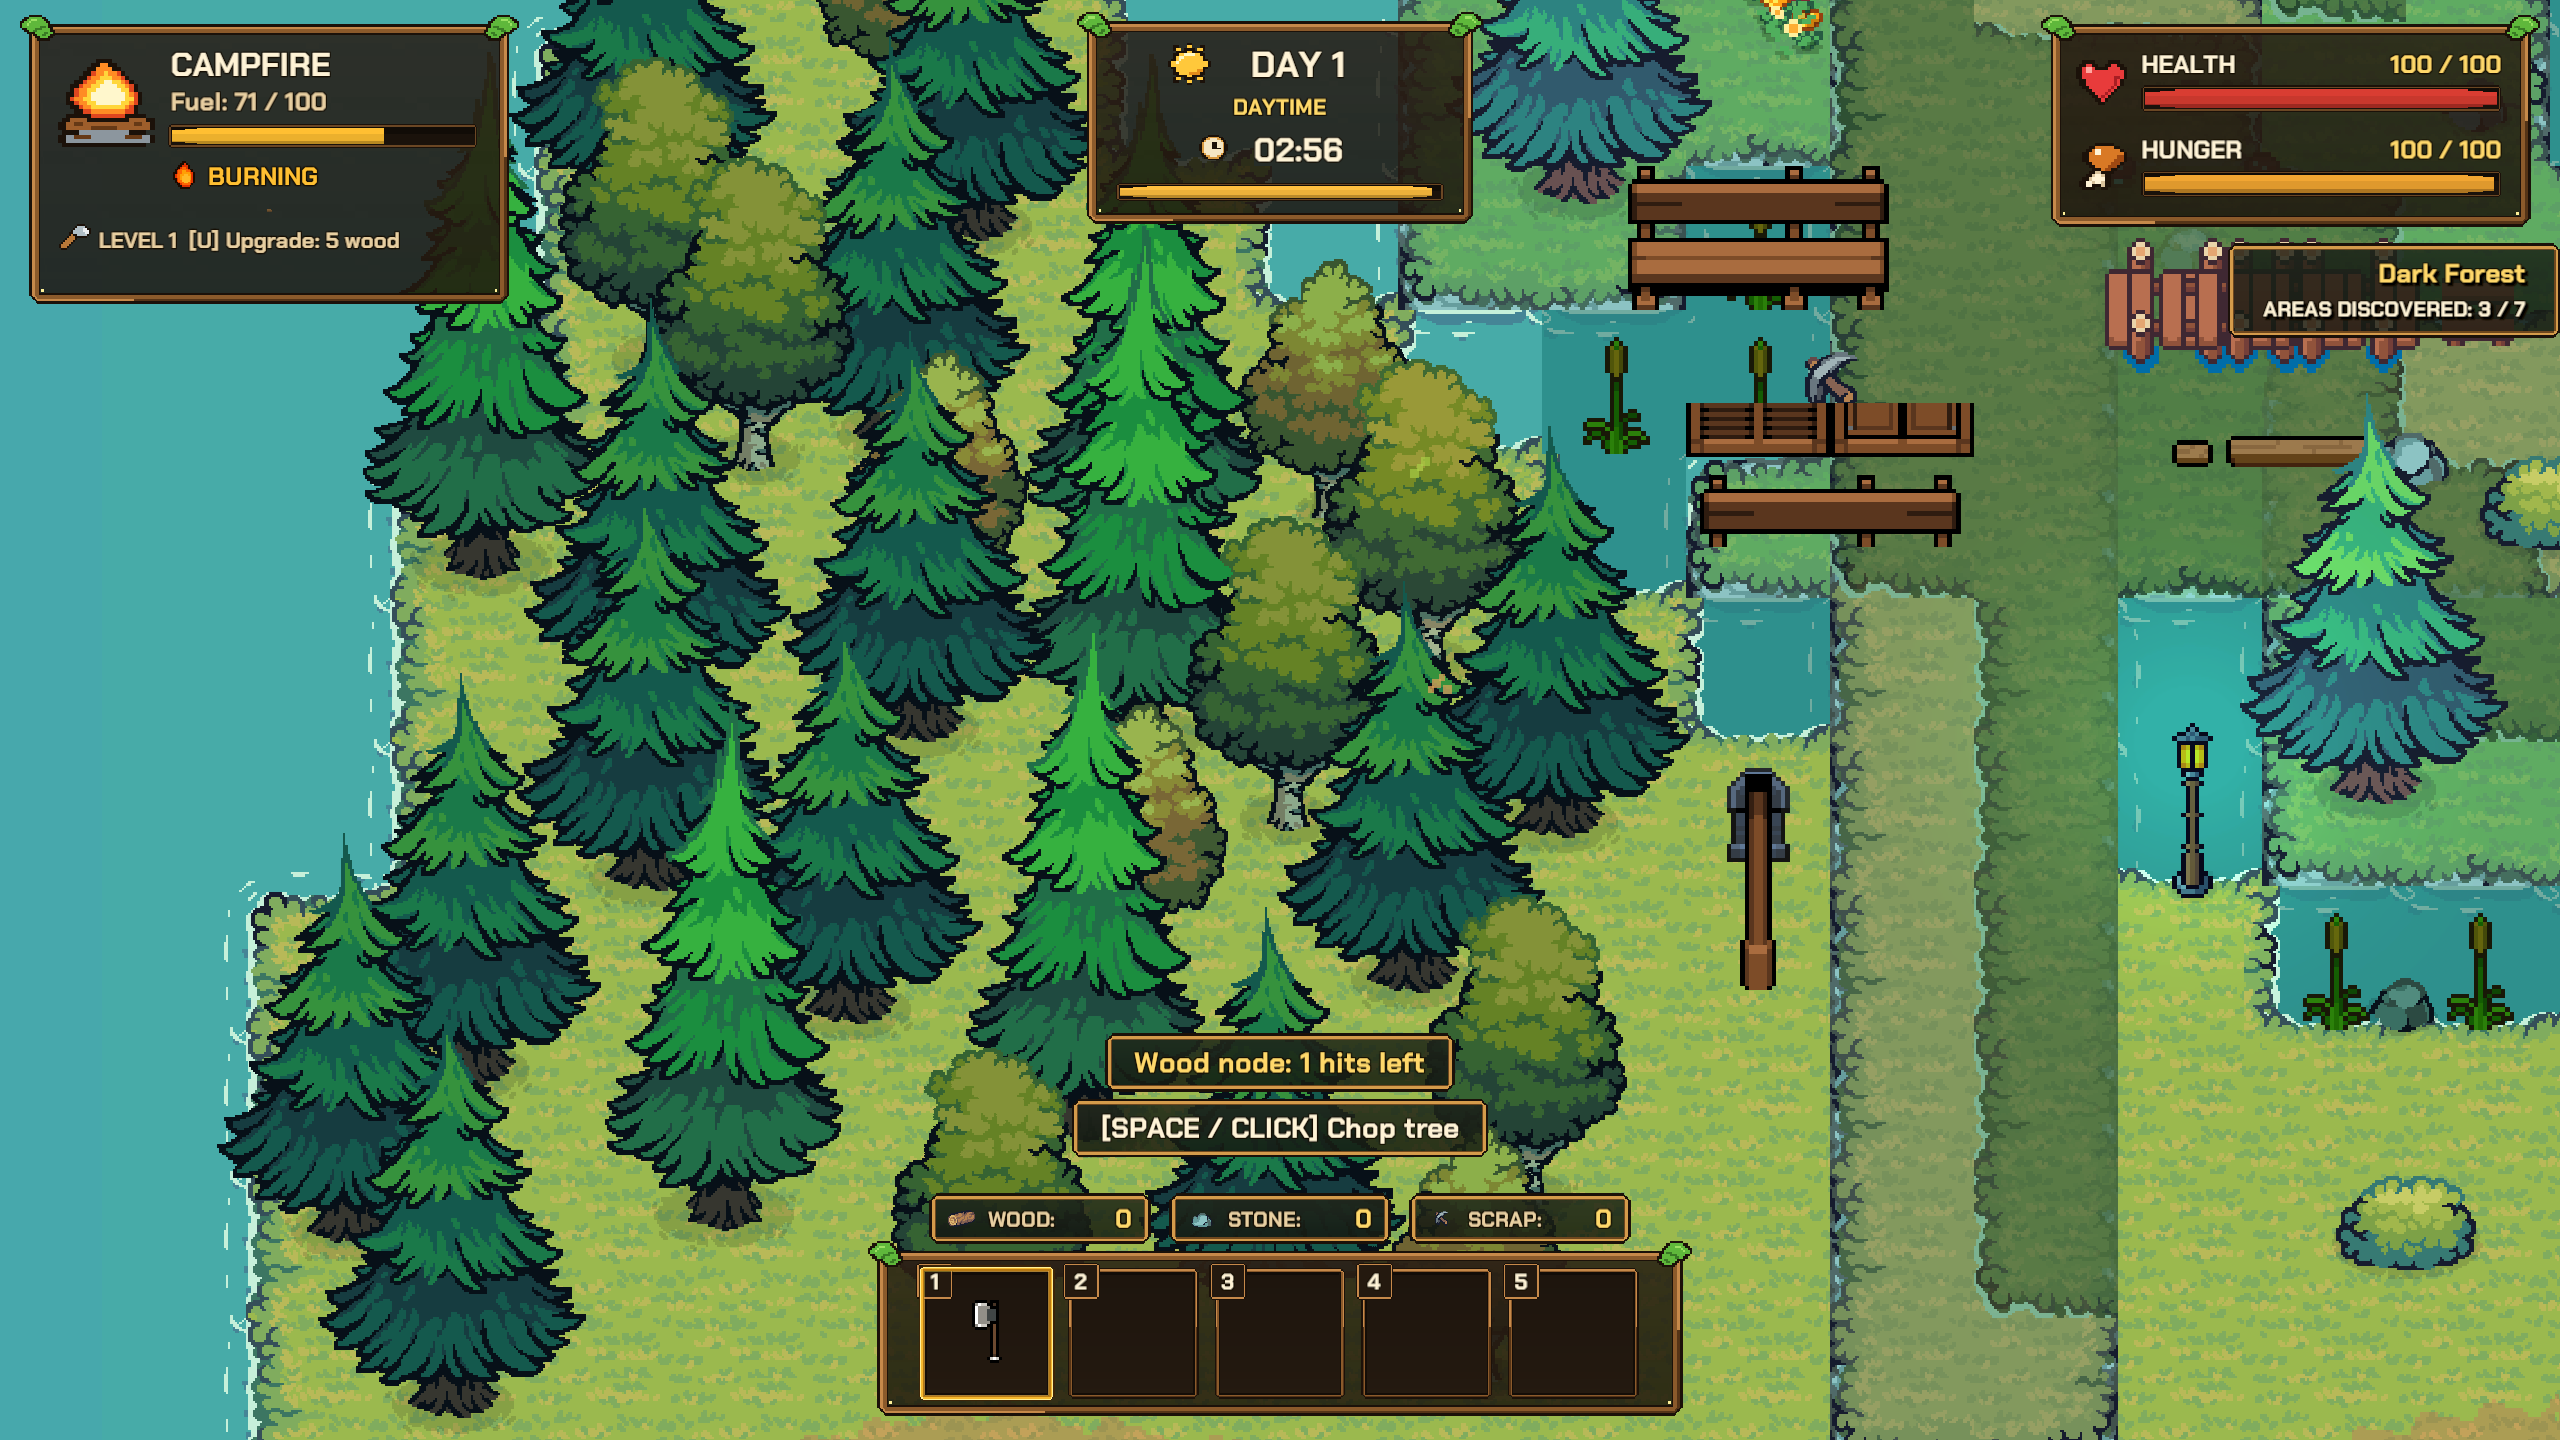 CAMPFIRE
Fuel: 71 / 100
BURNING
LEVEL 1 [U] Upgrade: 5 wood
DAY 1
DAYTIME
02:56
HEALTH 100 / 100
HUNGER 100 / 100
Dark Forest
AREAS DISCOVERED: 3 / 7
Wood node: 1 hits left
[SPACE / CLICK] Chop tree
WOOD: 0
STONE: 0
SCRAP: 0
1 2 3 4 5